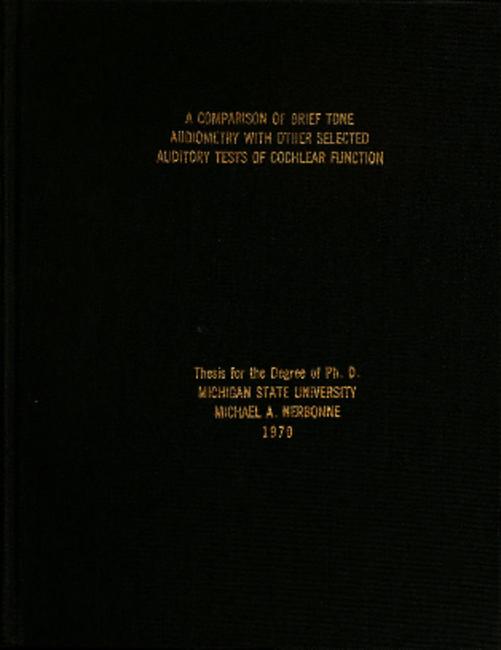 A COMPARISON OF BRIEF TONE
AUDIOMETRY WITH OTHER SELECTED
AUDITORY TESTS OF COCHLEAR FUNCTION
Thesis for the Degree of Ph. D.
MICHIGAN STATE UNIVERSITY
MICHAEL A. NERBONNE
1970